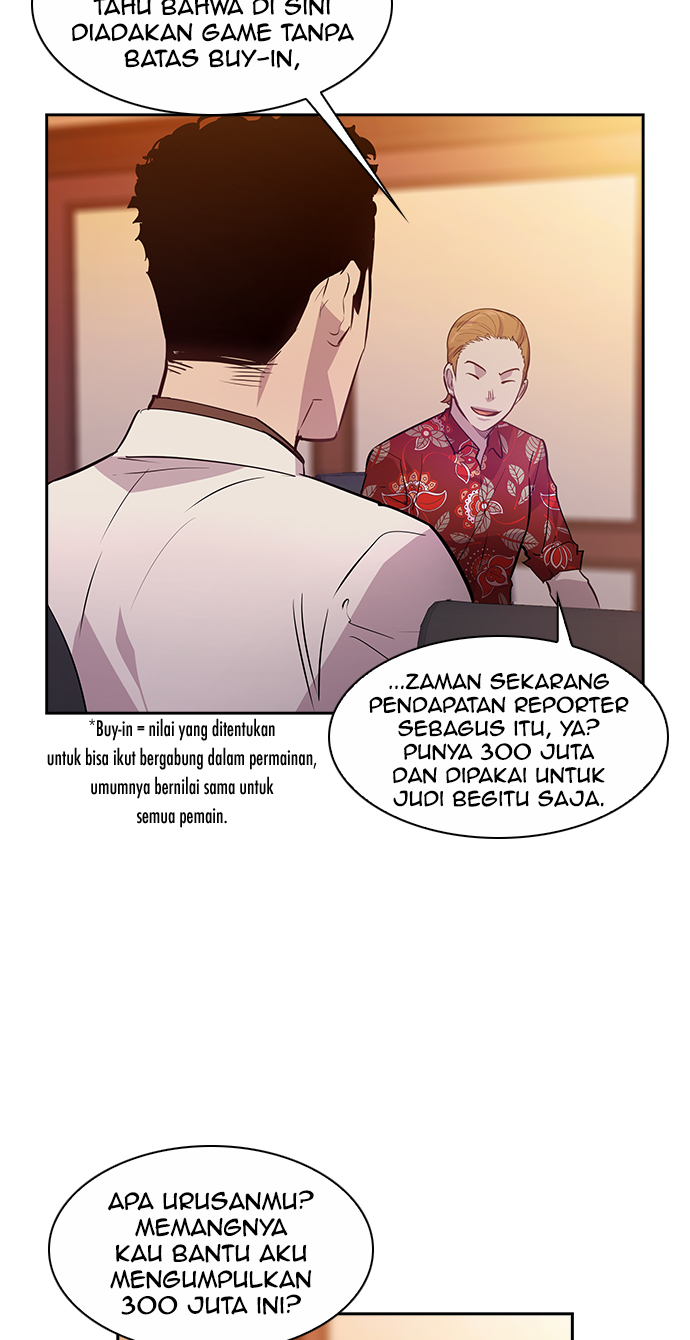 TAHU BAHWA DI SINI
DIADAKAN GAME TANPA
BATAS BUY-IN,
...ZAMAN SEKARANG
PENDAPATAN REPORTER
SEBAGUS ITU, YA?
PUNYA 300 JUTA
DAN DIPAKAI UNTUK
JUDI BEGITU SAJA.
*Buy-in = nilai yang ditentukan
untuk bisa ikut bergabung dalam permainan,
umumnya bernilai sama untuk
semua pemain.
APA URUSANMU?
MEMANGNYA
KAU BANTU AKU
MENGUMPULKAN
300 JUTA INI?